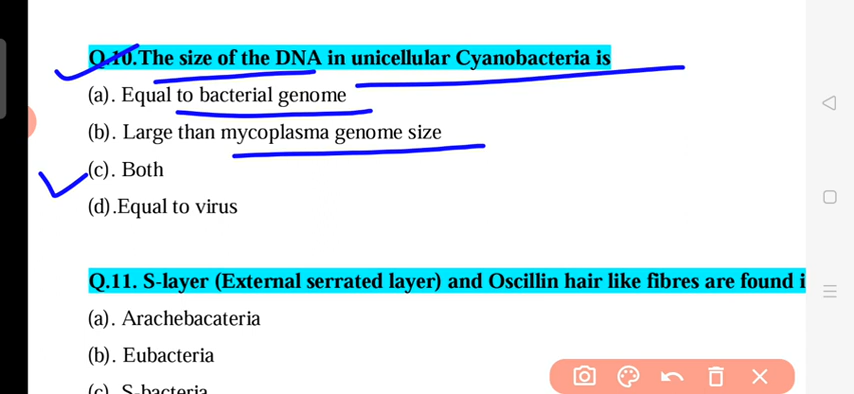 Q.10.The size of the DNA in unicellular Cyanobacteria is
(a). Equal to bacterial genome
(b). Large than mycoplasma genome size
(c). Both
(d).Equal to virus
Q.11. S-layer (External serrated layer) and Oscillin hair like fibres are found i
(a). Arachebacateria
(b). Eubacteria
(c). S-bacteria